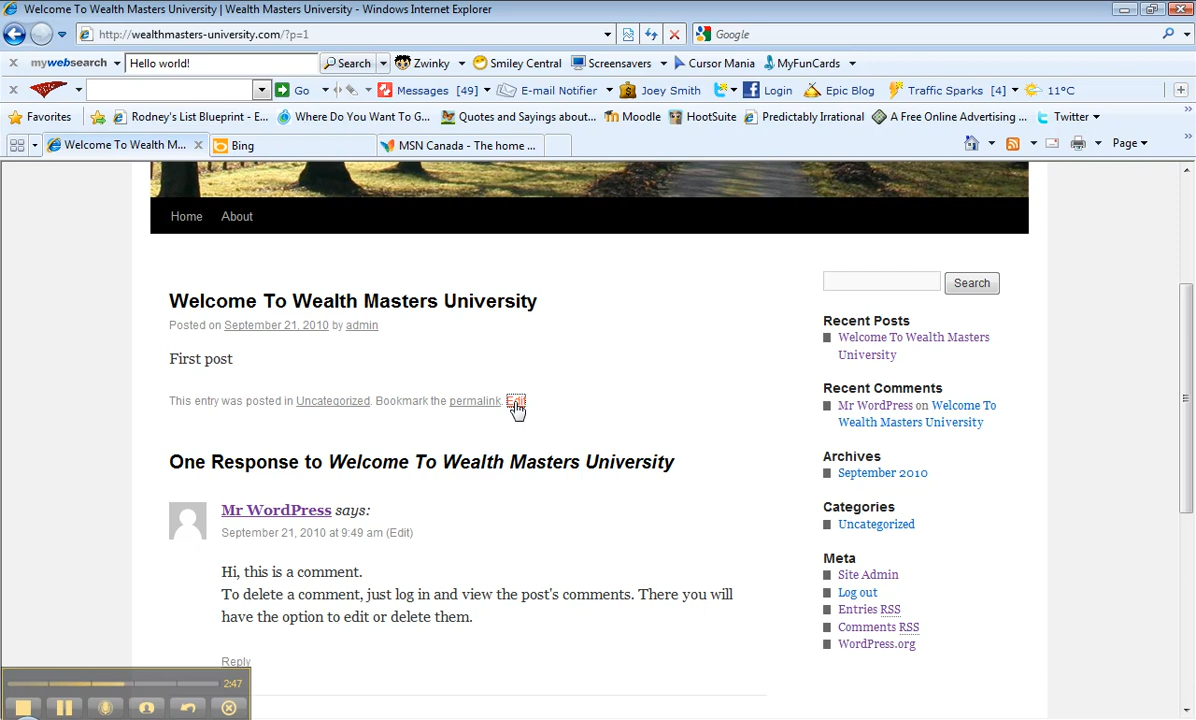 Welcome To Wealth Masters University | Wealth Masters University - Windows Internet Explorer
http://wealthmasters-university.com/?p=1
Google
mywebsearch Hello world! Search Zwinky Smiley Central Screensavers Cursor Mania MyFunCards
Go Messages [49] E-mail Notifier Joey Smith Login Epic Blog Traffic Sparks [4] 11°C
Favorites Rodney's List Blueprint - E... Where Do You Want To G... Quotes and Sayings about... Moodle HootSuite Predictably Irrational A Free Online Advertising ... Twitter
Welcome To Wealth M... Bing MSN Canada - The home ... Page
Home About
Welcome To Wealth Masters University
Posted on September 21, 2010 by admin
First post
This entry was posted in Uncategorized. Bookmark the permalink.
One Response to Welcome To Wealth Masters University
Mr WordPress says:
September 21, 2010 at 9:49 am (Edit)
Hi, this is a comment.
To delete a comment, just log in and view the post's comments. There you will
have the option to edit or delete them.
Reply
Search
Recent Posts
Welcome To Wealth Masters
University
Recent Comments
Mr WordPress on Welcome To
Wealth Masters University
Archives
September 2010
Categories
Uncategorized
Meta
Site Admin
Log out
Entries RSS
Comments RSS
WordPress.org
2:47